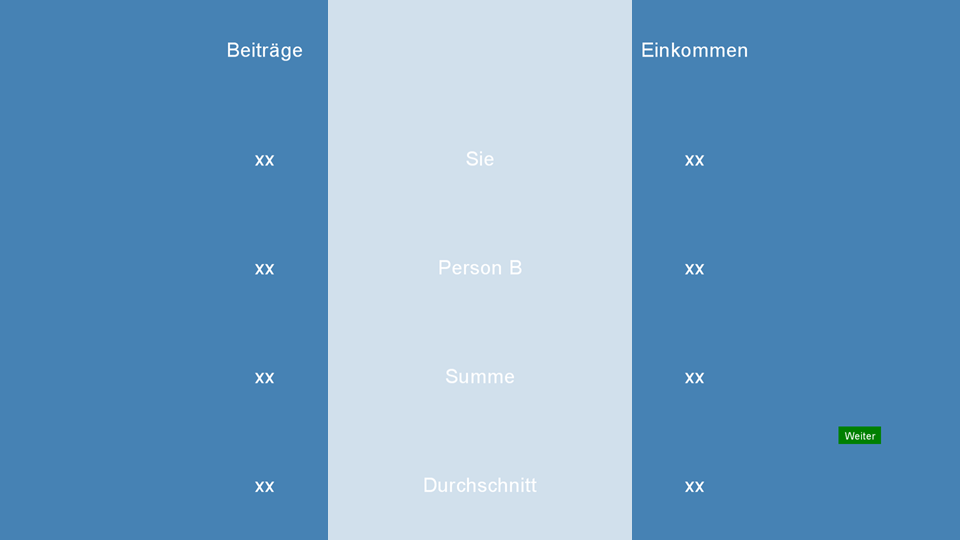 Beiträge Einkommen
xx Sie xx
xx Person B xx
xx Summe xx
Weiter
xx Durchschnitt xx